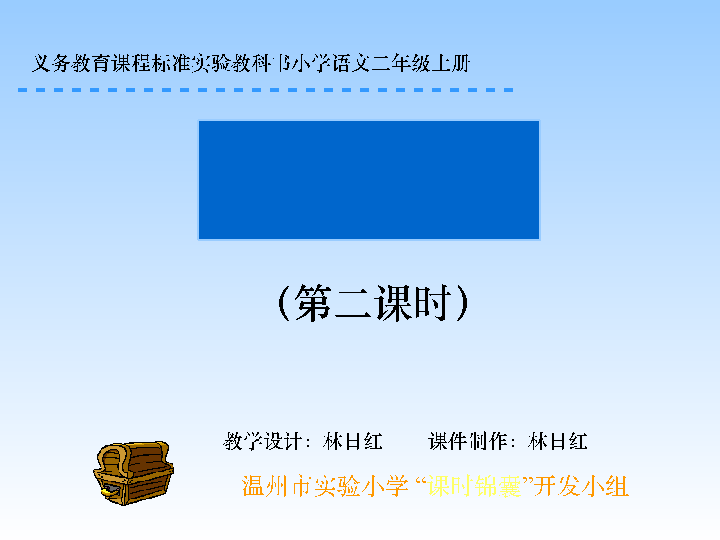 义务教育课程标准实验教科书小学语文二年级上册
（第二课时）
教学设计：林日红 课件制作：林日红
温州市实验小学 “课时锦囊”开发小组